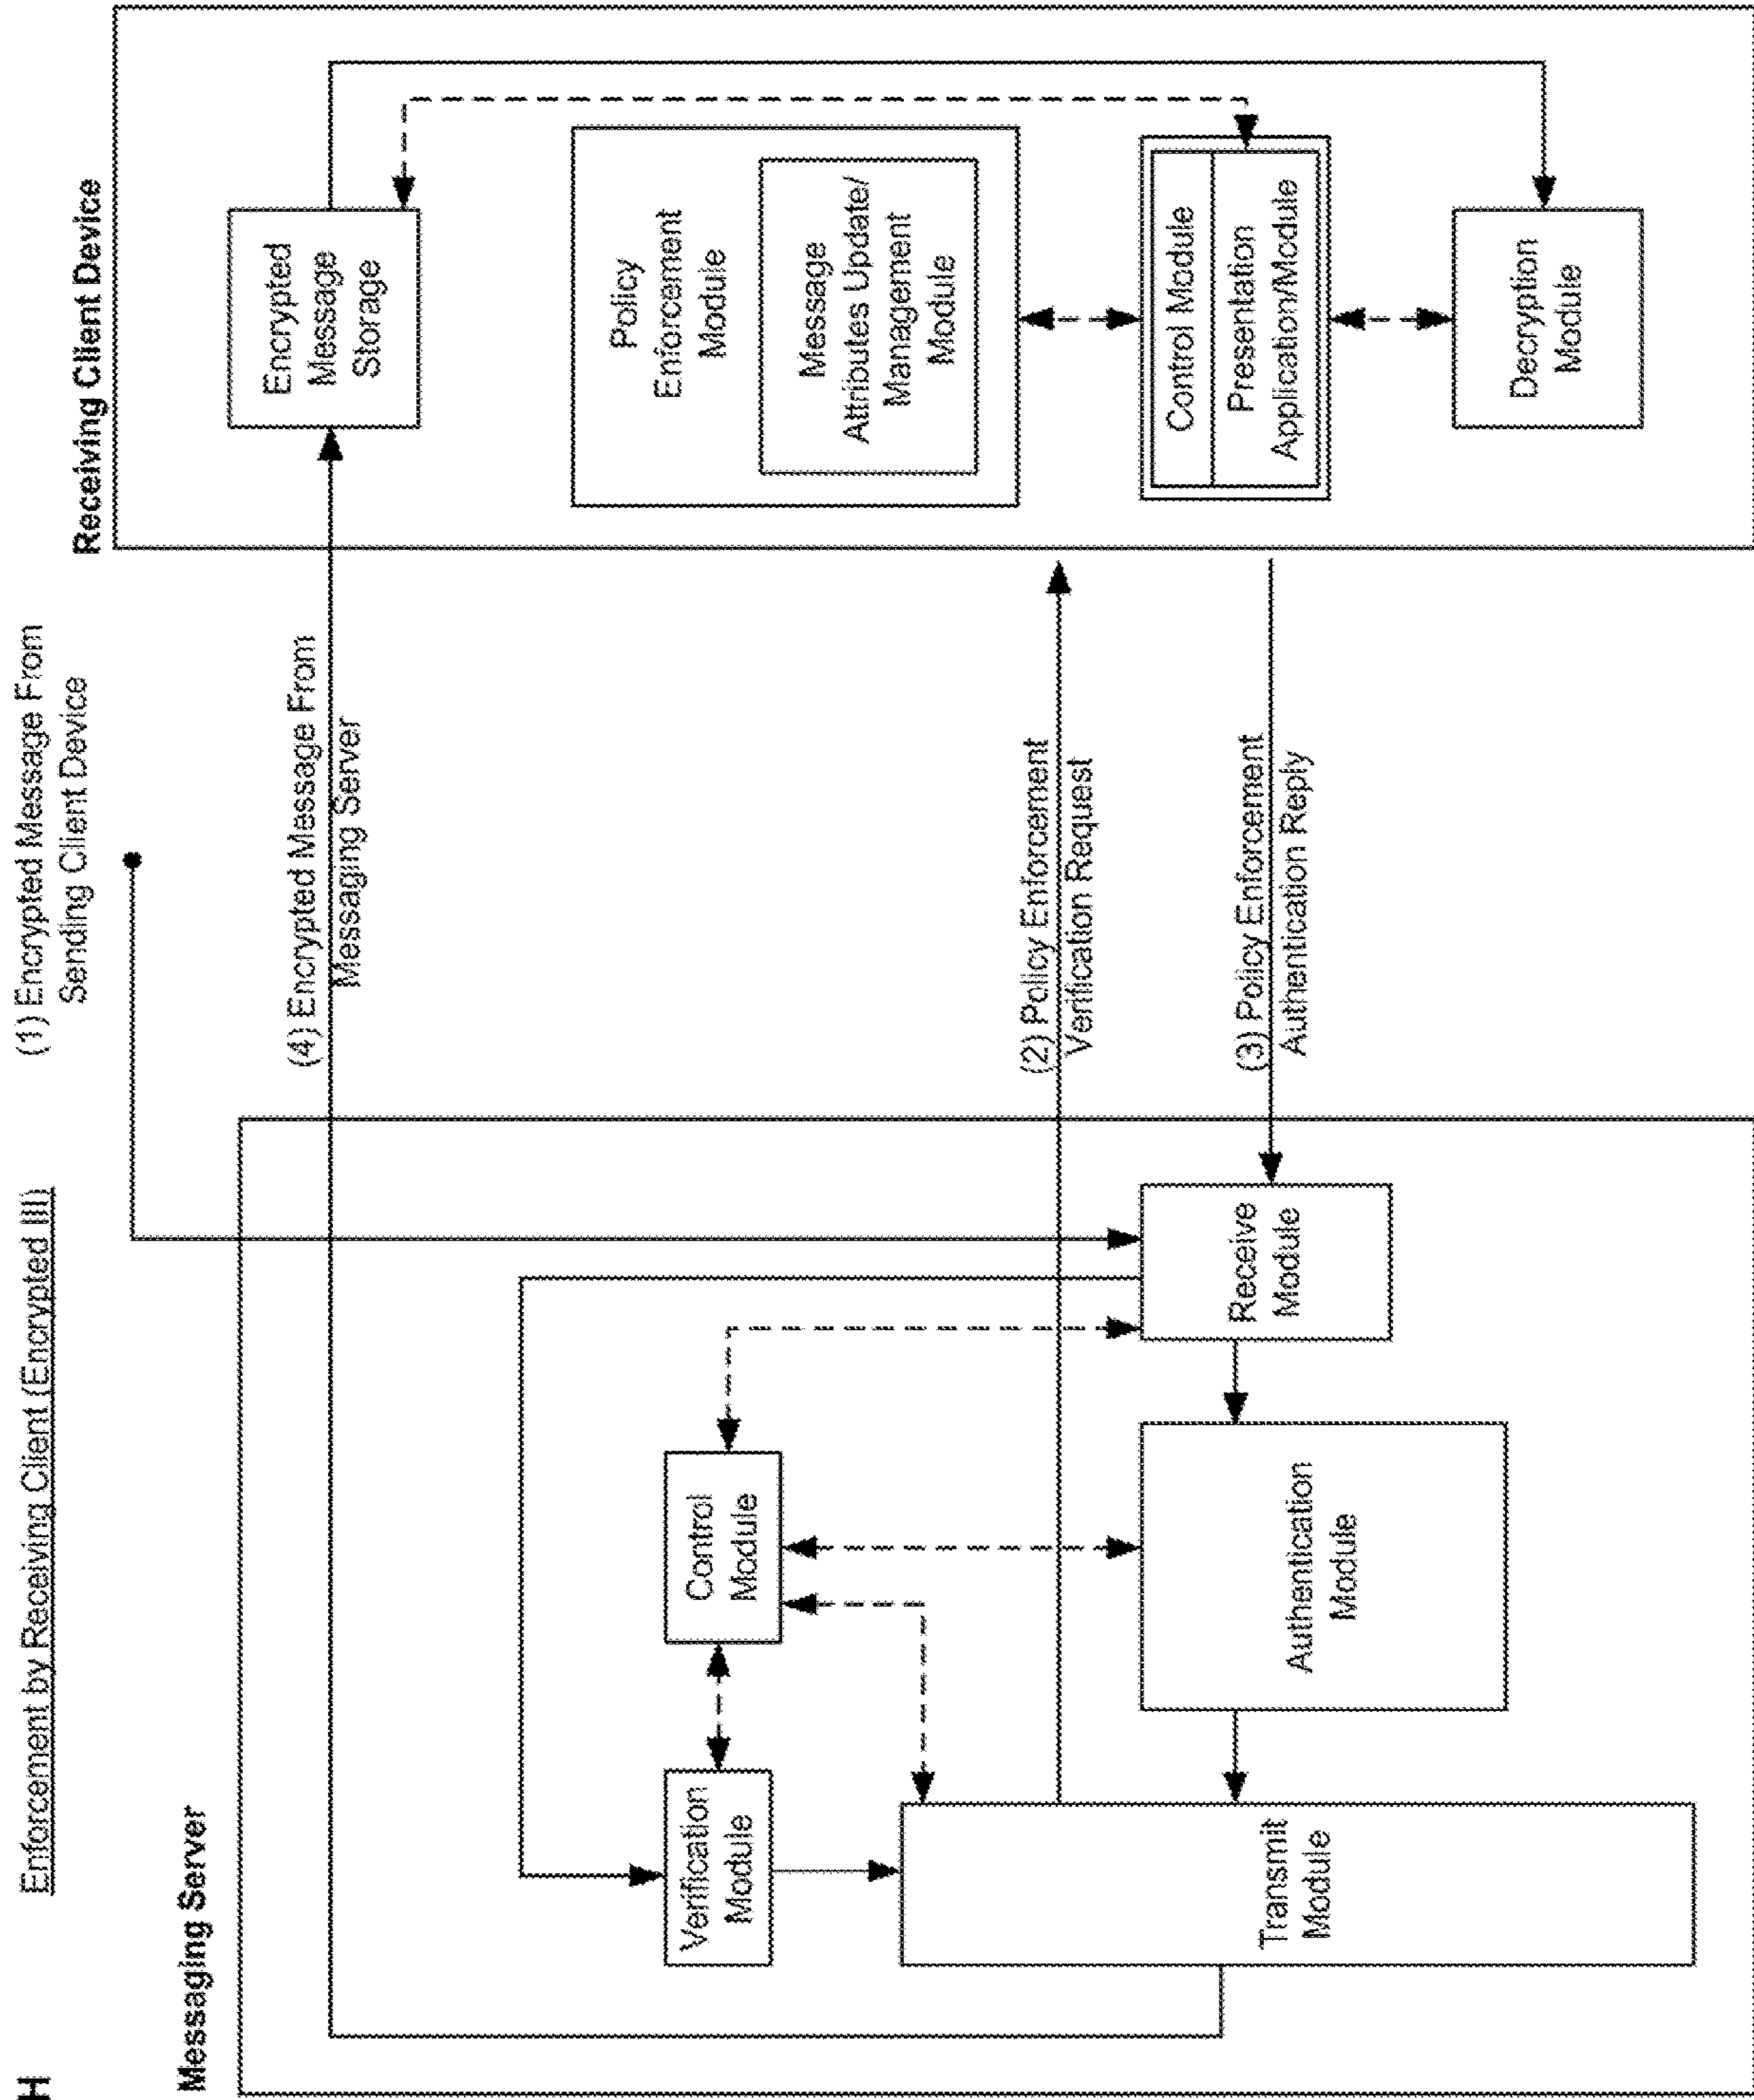 H
Enforcement by Receiving Client (Encrypted III)
(1) Encrypted Message From
Sending Client Device
Messaging Server
Receiving Client Device
(4) Encrypted Message From
Messaging Server
Encrypted
Message
Storage
Verification
Module
Control
Module
Policy
Enforcement
Module
Message
Attributes Update/
Management
Module
(2) Policy Enforcement
Verification Request
Transmit
Module
Authentication
Module
Receive
Module
(3) Policy Enforcement
Authentication Reply
Control Module
Presentation
Application/Module
Decryption
Module